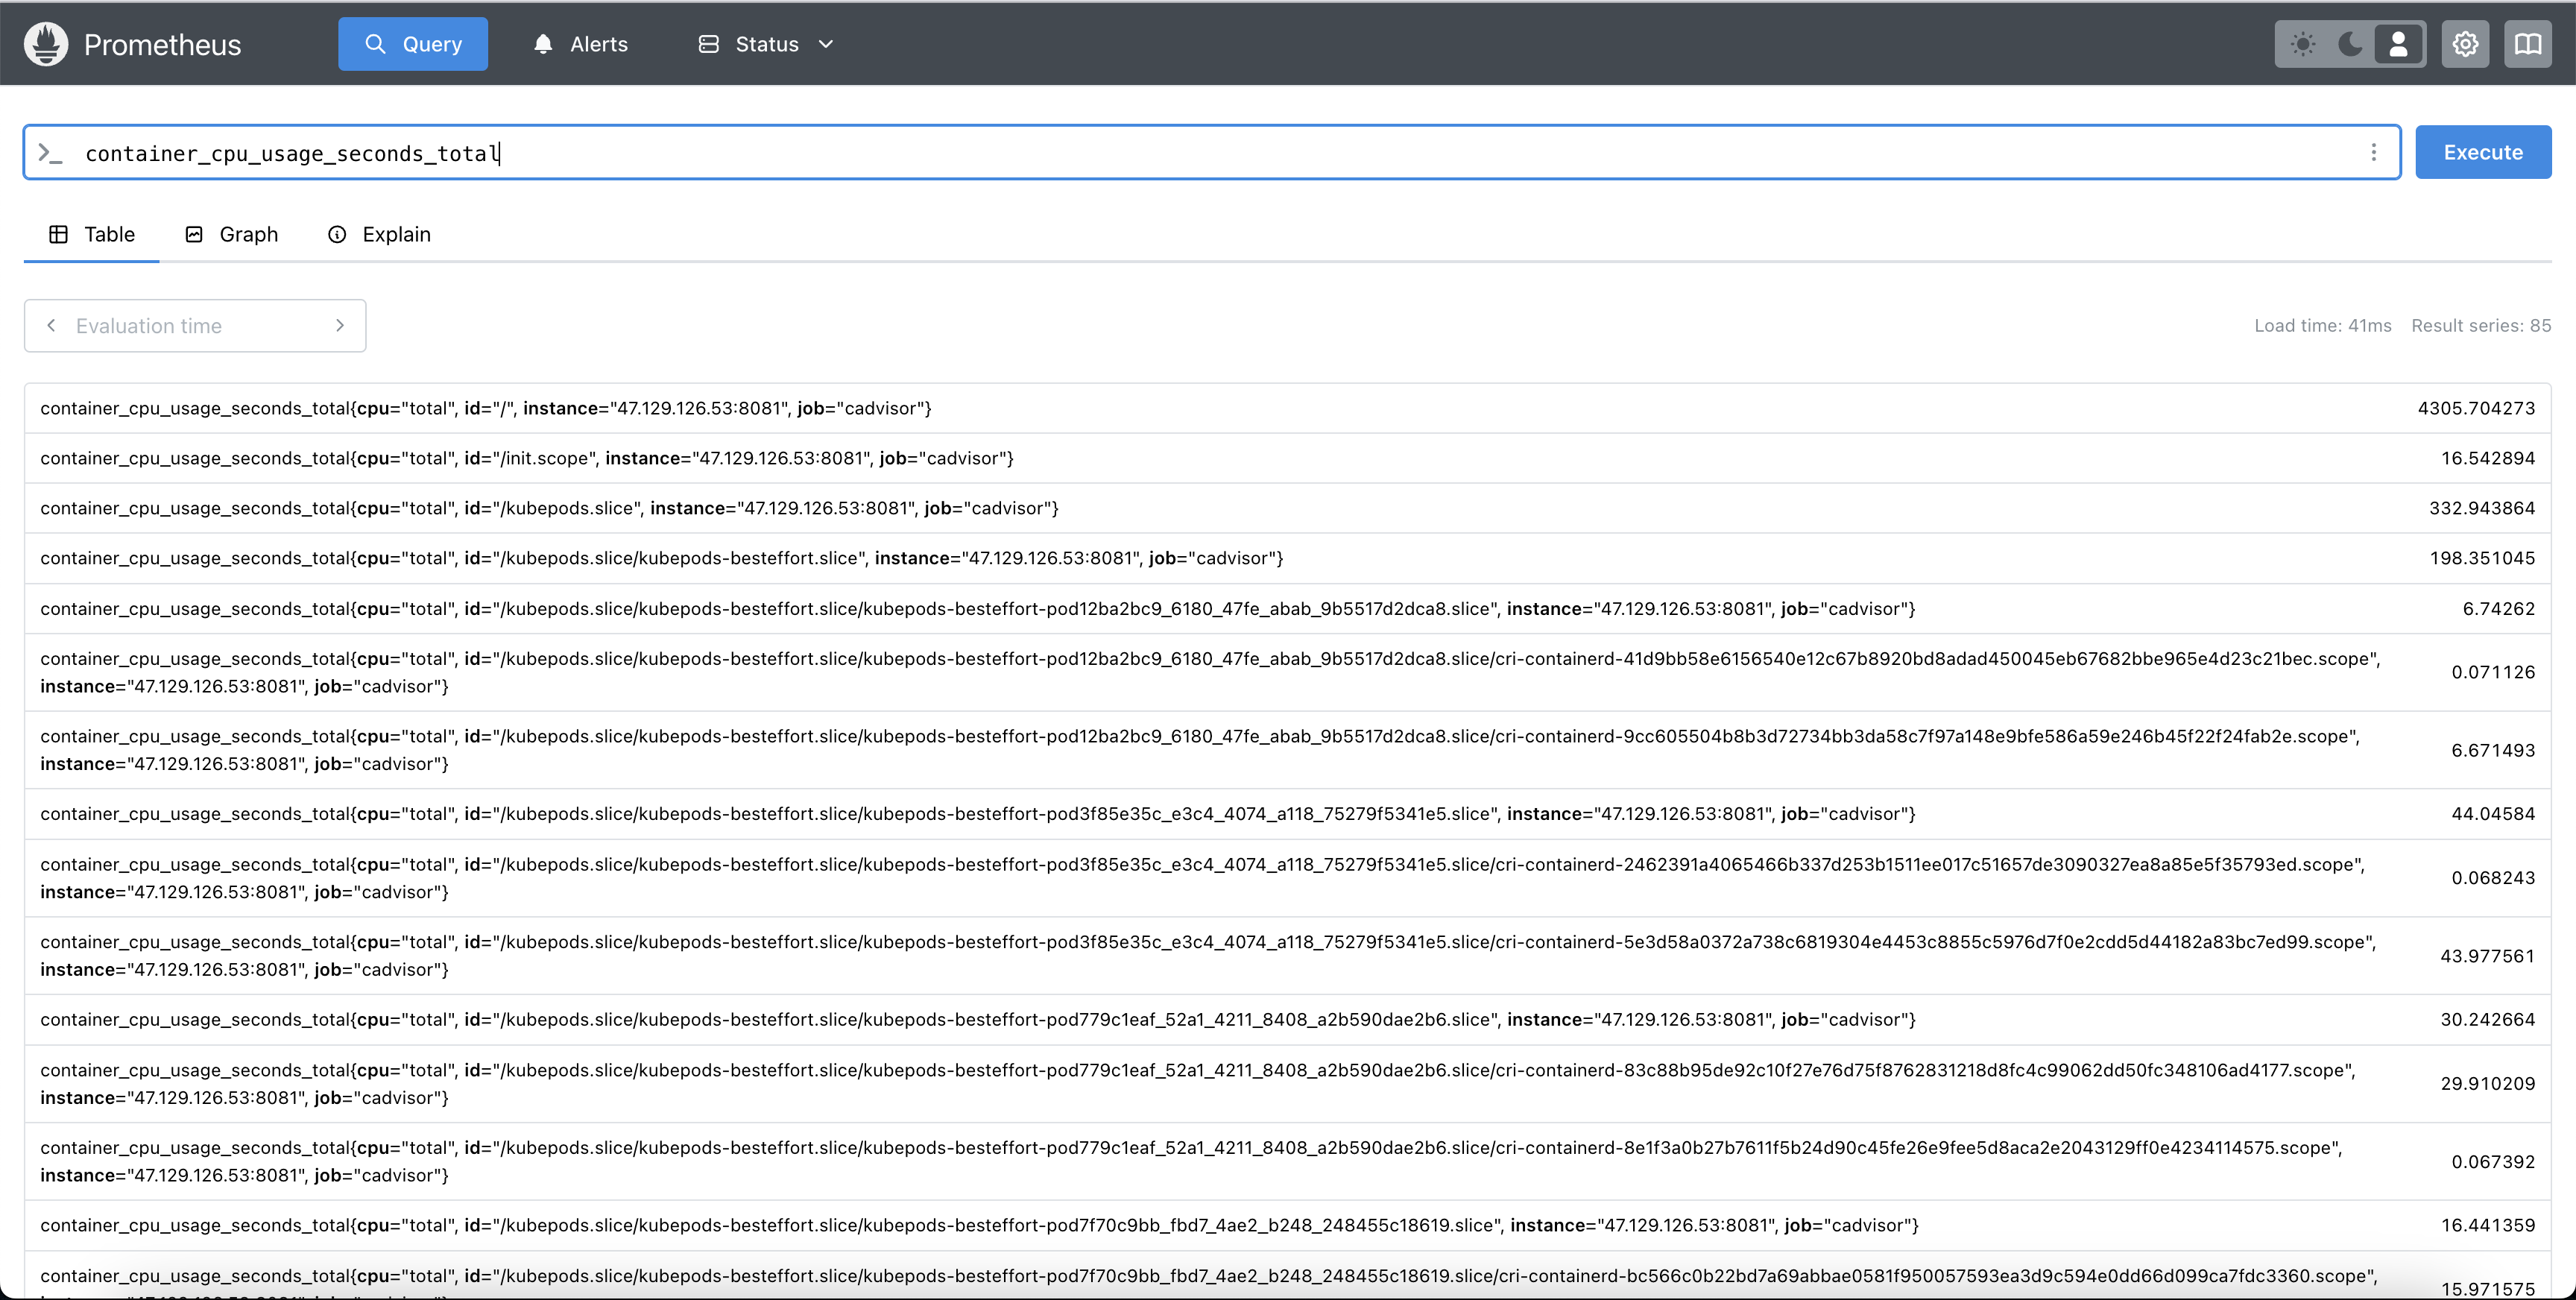 Prometheus Query Alerts Status
container_cpu_usage_seconds_total Execute
Table Graph Explain
Evaluation time Load time: 41ms Result series: 85
container_cpu_usage_seconds_total{cpu="total", id="/", instance="47.129.126.53:8081", job="cadvisor"} 4305.704273
container_cpu_usage_seconds_total{cpu="total", id="/init.scope", instance="47.129.126.53:8081", job="cadvisor"} 16.542894
container_cpu_usage_seconds_total{cpu="total", id="/kubepods.slice", instance="47.129.126.53:8081", job="cadvisor"} 332.943864
container_cpu_usage_seconds_total{cpu="total", id="/kubepods.slice/kubepods-besteffort.slice", instance="47.129.126.53:8081", job="cadvisor"} 198.351045
container_cpu_usage_seconds_total{cpu="total", id="/kubepods.slice/kubepods-besteffort.slice/kubepods-besteffort-pod12ba2bc9_6180_47fe_abab_9b5517d2dca8.slice", instance="47.129.126.53:8081", job="cadvisor"} 6.74262
container_cpu_usage_seconds_total{cpu="total", id="/kubepods.slice/kubepods-besteffort.slice/kubepods-besteffort-pod12ba2bc9_6180_47fe_abab_9b5517d2dca8.slice/cri-containerd-41d9bb58e6156540e12c67b8920bd8adad450045eb67682bbe965e4d23c21bec.scope",
instance="47.129.126.53:8081", job="cadvisor"} 0.071126
container_cpu_usage_seconds_total{cpu="total", id="/kubepods.slice/kubepods-besteffort.slice/kubepods-besteffort-pod12ba2bc9_6180_47fe_abab_9b5517d2dca8.slice/cri-containerd-9cc605504b8b3d72734bb3da58c7f97a148e9bfe586a59e246b45f22f24fab2e.scope",
instance="47.129.126.53:8081", job="cadvisor"} 6.671493
container_cpu_usage_seconds_total{cpu="total", id="/kubepods.slice/kubepods-besteffort.slice/kubepods-besteffort-pod3f85e35c_e3c4_4074_a118_75279f5341e5.slice", instance="47.129.126.53:8081", job="cadvisor"} 44.04584
container_cpu_usage_seconds_total{cpu="total", id="/kubepods.slice/kubepods-besteffort.slice/kubepods-besteffort-pod3f85e35c_e3c4_4074_a118_75279f5341e5.slice/cri-containerd-2462391a4065466b337d253b1511ee017c51657de3090327ea8a85e5f35793ed.scope",
instance="47.129.126.53:8081", job="cadvisor"} 0.068243
container_cpu_usage_seconds_total{cpu="total", id="/kubepods.slice/kubepods-besteffort.slice/kubepods-besteffort-pod3f85e35c_e3c4_4074_a118_75279f5341e5.slice/cri-containerd-5e3d58a0372a738c6819304e4453c8855c5976d7f0e2cdd5d44182a83bc7ed99.scope",
instance="47.129.126.53:8081", job="cadvisor"} 43.977561
container_cpu_usage_seconds_total{cpu="total", id="/kubepods.slice/kubepods-besteffort.slice/kubepods-besteffort-pod779c1eaf_52a1_4211_8408_a2b590dae2b6.slice", instance="47.129.126.53:8081", job="cadvisor"} 30.242664
container_cpu_usage_seconds_total{cpu="total", id="/kubepods.slice/kubepods-besteffort.slice/kubepods-besteffort-pod779c1eaf_52a1_4211_8408_a2b590dae2b6.slice/cri-containerd-83c88b95de92c10f27e76d75f8762831218d8fc4c99062dd50fc348106ad4177.scope",
instance="47.129.126.53:8081", job="cadvisor"} 29.910209
container_cpu_usage_seconds_total{cpu="total", id="/kubepods.slice/kubepods-besteffort.slice/kubepods-besteffort-pod779c1eaf_52a1_4211_8408_a2b590dae2b6.slice/cri-containerd-8e1f3a0b27b7611f5b24d90c45fe26e9fee5d8aca2e2043129ff0e4234114575.scope",
instance="47.129.126.53:8081", job="cadvisor"} 0.067392
container_cpu_usage_seconds_total{cpu="total", id="/kubepods.slice/kubepods-besteffort.slice/kubepods-besteffort-pod7f70c9bb_fbd7_4ae2_b248_248455c18619.slice", instance="47.129.126.53:8081", job="cadvisor"} 16.441359
container_cpu_usage_seconds_total{cpu="total", id="/kubepods.slice/kubepods-besteffort.slice/kubepods-besteffort-pod7f70c9bb_fbd7_4ae2_b248_248455c18619.slice/cri-containerd-bc566c0b22bd7a69abbae0581f950057593ea3d9c594e0dd66d099ca7fdc3360.scope", 15.971575